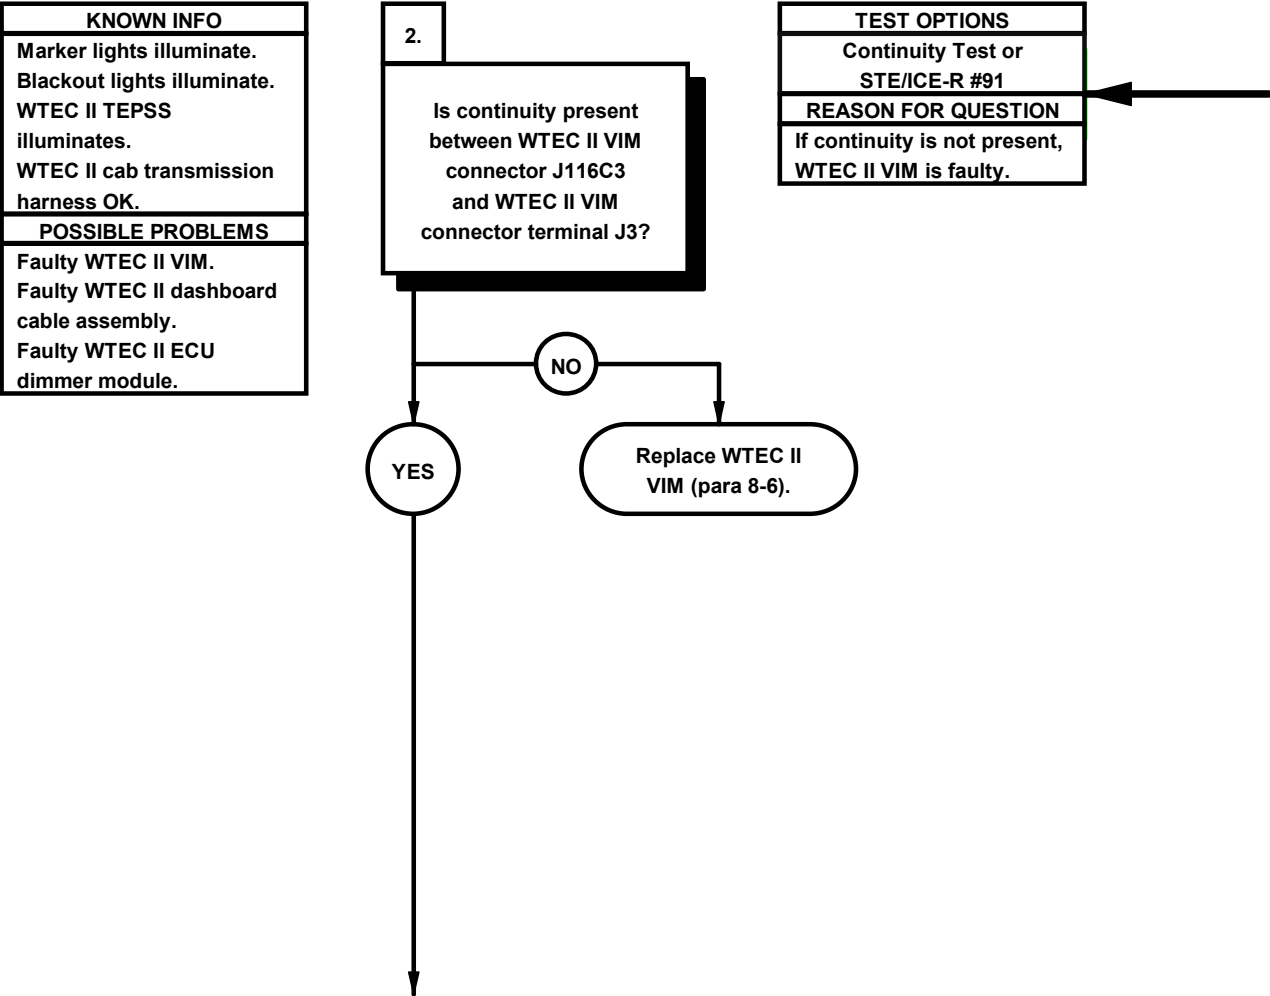 KNOWN INFO
Marker lights illuminate.
Blackout lights illuminate.
WTEC II TEPSS
illuminates.
WTEC II cab transmission
harness OK.
POSSIBLE PROBLEMS
Faulty WTEC II VIM.
Faulty WTEC II dashboard
cable assembly.
Faulty WTEC II ECU
dimmer module.
2.
Is continuity present
between WTEC II VIM
connector J116C3
and WTEC II VIM
connector terminal J3?
TEST OPTIONS
Continuity Test or
STE/ICE-R #91
REASON FOR QUESTION
If continuity is not present,
WTEC II VIM is faulty.
NO
YES
Replace WTEC II
VIM (para 8-6).